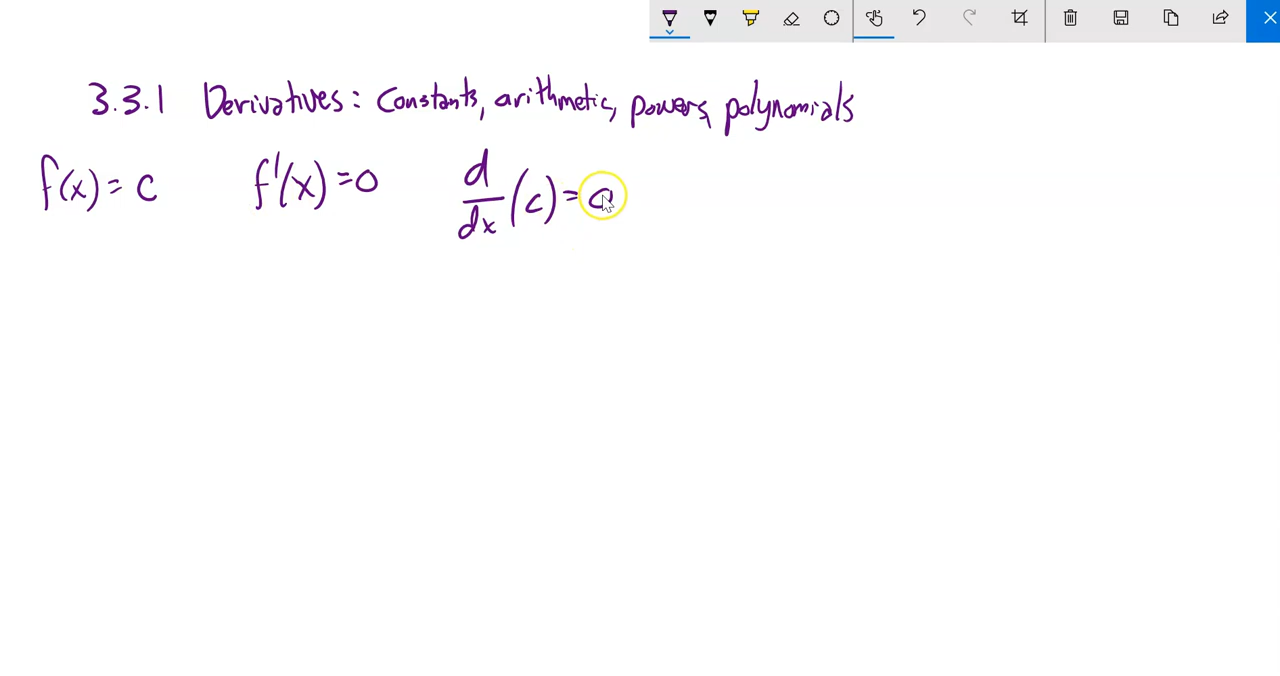 3.3.1 Derivatives: Constants, arithmetic, powers, polynomials
f(x) = c f'(x) = 0 d/dx (c) = 0